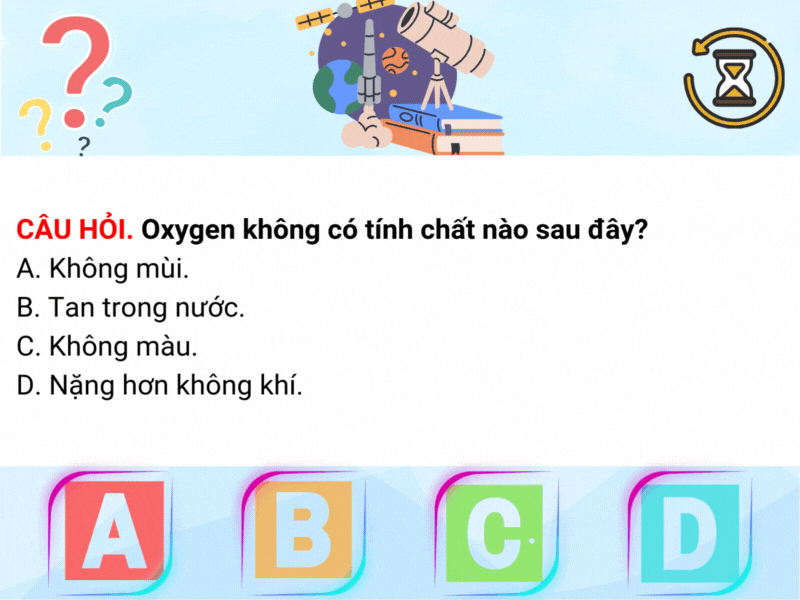 CÂU HỎI. Oxygen không có tính chất nào sau đây?
A. Không mùi.
B. Tan trong nước.
C. Không màu.
D. Nặng hơn không khí.
A B C D